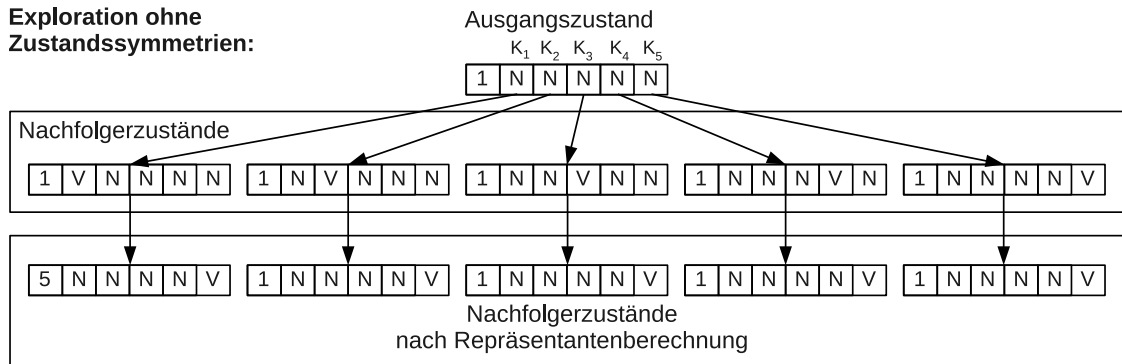 Exploration ohne
Zustandssymmetrien:
Ausgangszustand
K1 K2 K3 K4 K5
1 N N N N N
Nachfolgerzustände
1 V N N N N 1 N V N N N 1 N N V N N 1 N N N V N 1 N N N N V
5 N N N N V 1 N N N N V 1 N N N N V 1 N N N N V 1 N N N N V
Nachfolgerzustände
nach Repräsentantenberechnung